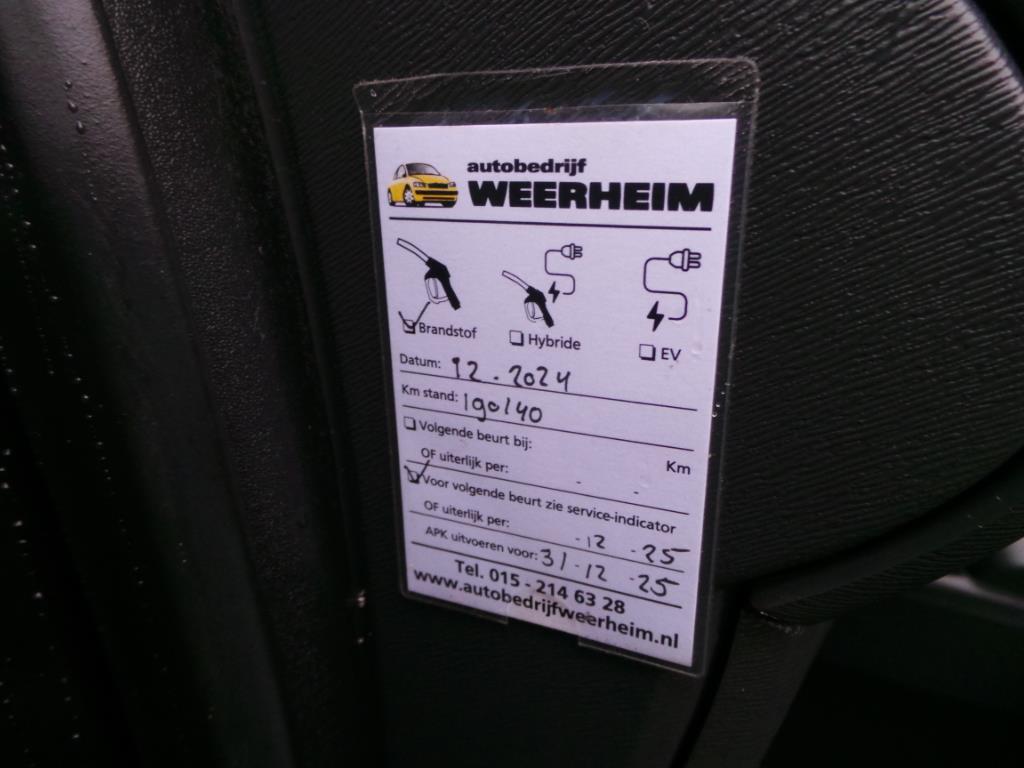 autobedrijf
WEERHEIM
Brandstof
Hybride
EV
Datum: 12-2024
Km stand: 190140
Volgende beurt bij: Km
OF uiterlijk per: - -
Voor volgende beurt zie service-indicator
OF uiterlijk per: -12 -25
APK uitvoeren voor: 31-12-25
Tel. 015 - 214 63 28
www.autobedrijfweerheim.nl